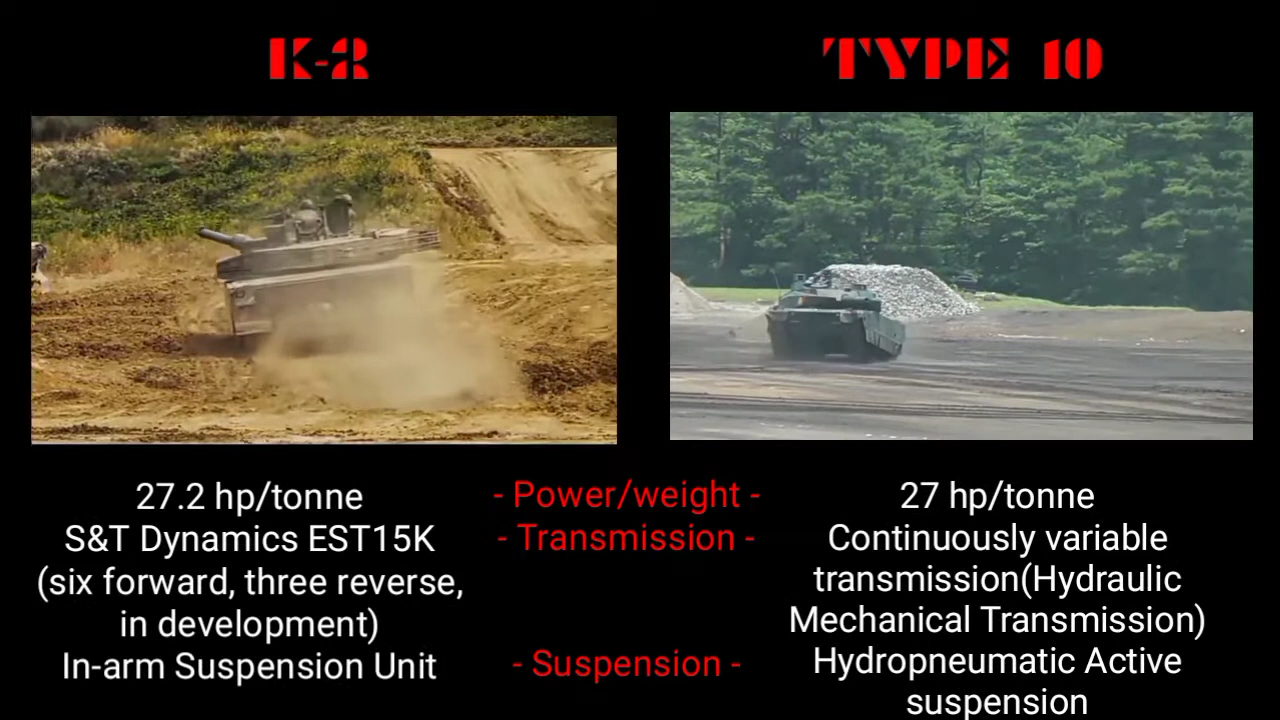 K-2
TYPE 10
27.2 hp/tonne
S&T Dynamics EST15K
(six forward, three reverse,
in development)
In-arm Suspension Unit
- Power/weight -
- Transmission -
- Suspension -
27 hp/tonne
Continuously variable
transmission(Hydraulic
Mechanical Transmission)
Hydropneumatic Active
suspension